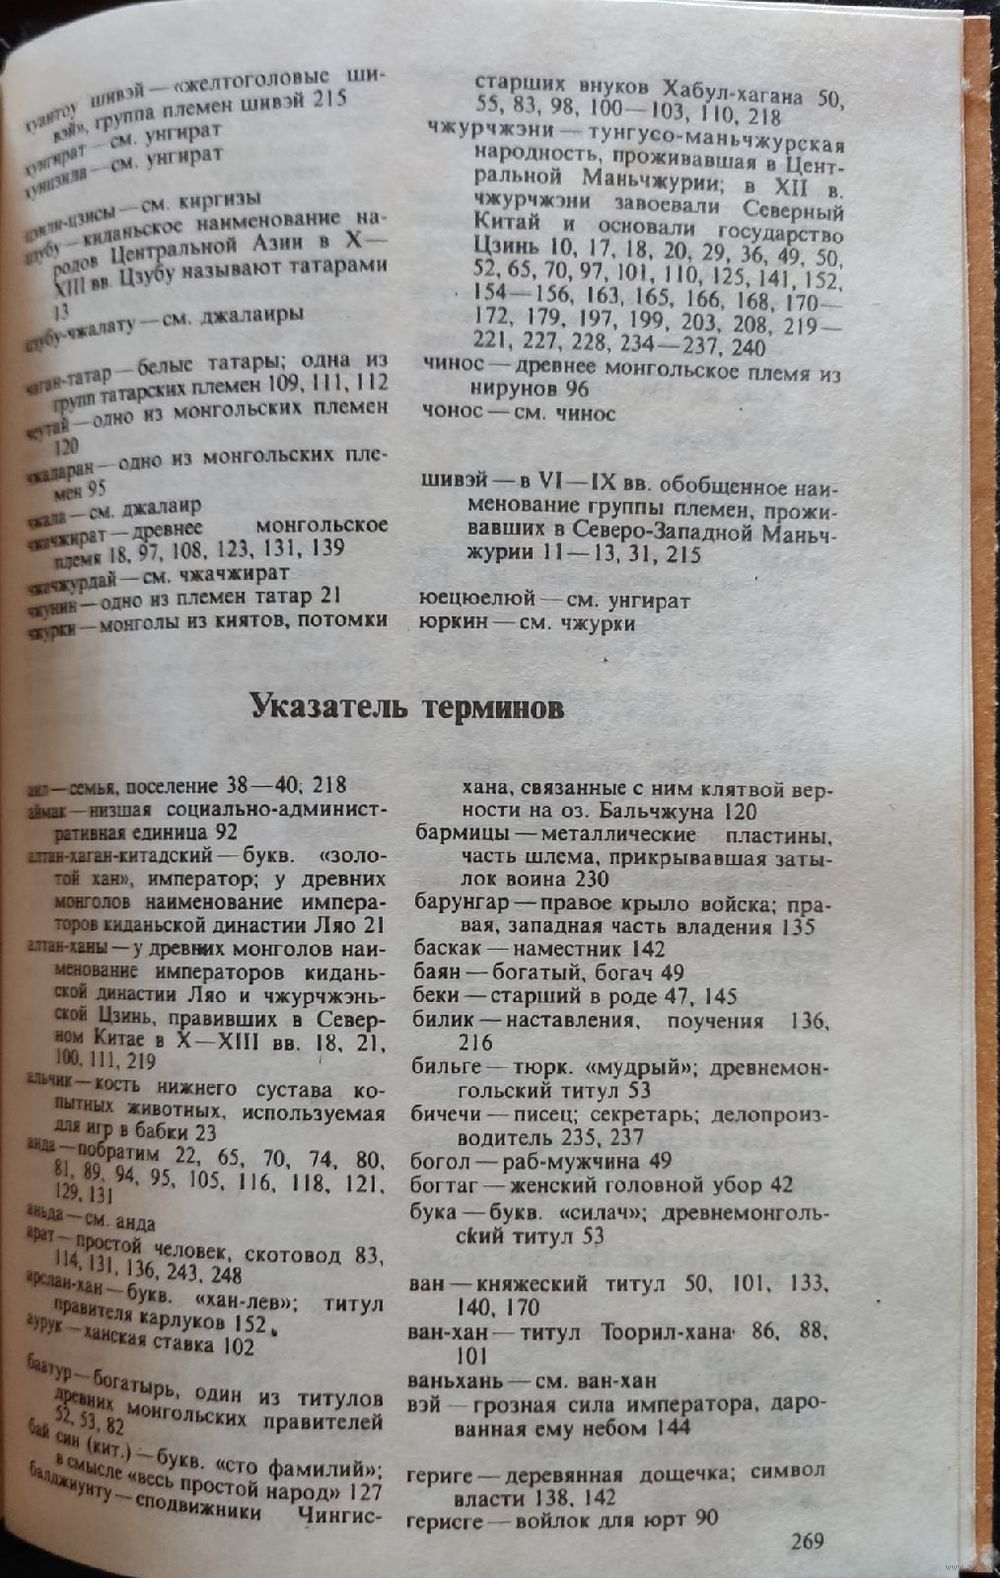 хуантоу шивэй — «желтоголовые ши-
вэй», группа племен шивэй 215
хунгират — см. унгират
хунцзила — см. унгират
цзили-цзисы — см. киргизы
цзубу — киданьское наименование на-
родов Центральной Азии в X—
XIII вв. Цзубу называют татарами
13
цзубу-чжалату — см. джалаиры
чаган-татар — белые татары; одна из
групп татарских племен 109, 111, 112
чеутай — одно из монгольских племен
120
чжаларан — одно из монгольских пле-
мен 95
чжала — см. джалаир
чжачжират — древнее монгольское
племя 18, 97, 108, 123, 131, 139
чжачжурдай — см. чжачжират
чжунин — одно из племен татар 21
чжурки — монголы из киятов, потомки
старших внуков Хабул-хагана 50,
55, 83, 98, 100—103, 110, 218
чжурчжэни — тунгусо-маньчжурская
народность, проживавшая в Цент-
ральной Маньчжурии; в XII в.
чжурчжэни завоевали Северный
Китай и основали государство
Цзинь 10, 17, 18, 20, 29, 36, 49, 50,
52, 65, 70, 97, 101, 110, 125, 141, 152,
154—156, 163, 165, 166, 168, 170—
172, 179, 197, 199, 203, 208, 219—
221, 227, 228, 234—237, 240
чинос — древнее монгольское племя из
нирунов 96
чонос — см. чинос
шивэй — в VI—IX вв. обобщенное наи-
менование группы племен, прожи-
вавших в Северо-Западной Мань-
чжурии 11—13, 31, 215
юецюелюй — см. унгират
юркин — см. чжурки
Указатель терминов
аил — семья, поселение 38—40, 218
аймак — низшая социально-админист-
ративная единица 92
алтан-хаган-китадский — букв. «золо-
той хан», император; у древних
монголов наименование импера-
торов киданьской династии Ляо 21
алтан-ханы — у древних монголов наи-
менование императоров кидань-
ской династии Ляо и чжурчжэнь-
ской Цзинь, правивших в Север-
ном Китае в X—XIII вв. 18, 21,
100, 111, 219
альчик — кость нижнего сустава ко-
пытных животных, используемая
для игр в бабки 23
анда — побратим 22, 65, 70, 74, 80,
81, 89, 94, 95, 105, 116, 118, 121,
129, 131
аньда — см. анда
арат — простой человек, скотовод 83,
114, 131, 136, 243, 248
арслан-хан — букв. «хан-лев»; титул
правителя карлуков 152
аурук — ханская ставка 102
баатур — богатырь, один из титулов
древних монгольских правителей
52, 53, 82
бай син (кит.) — букв. «сто фамилий»;
в смысле «весь простой народ» 127
балджиунту — сподвижники Чингис-
хана, связанные с ним клятвой вер-
ности на оз. Бальчжуна 120
бармицы — металлические пластины,
часть шлема, прикрывавшая заты-
лок воина 230
барунгар — правое крыло войска; пра-
вая, западная часть владения 135
баскак — наместник 142
баян — богатый, богач 49
беки — старший в роде 47, 145
билик — наставления, поучения 136,
216
бильге — тюрк. «мудрый»; древнемон-
гольский титул 53
бичечи — писец; секретарь; делопроиз-
водитель 235, 237
богол — раб-мужчина 49
богтаг — женский головной убор 42
бука — букв. «силач»; древнемонголь-
ский титул 53
ван — княжеский титул 50, 101, 133,
140, 170
ван-хан — титул Тоорил-хана 86, 88,
101
ваньхань — см. ван-хан
вэй — грозная сила императора, даро-
ванная ему небом 144
гериге — деревянная дощечка; символ
власти 138, 142
герисге — войлок для юрт 90
269